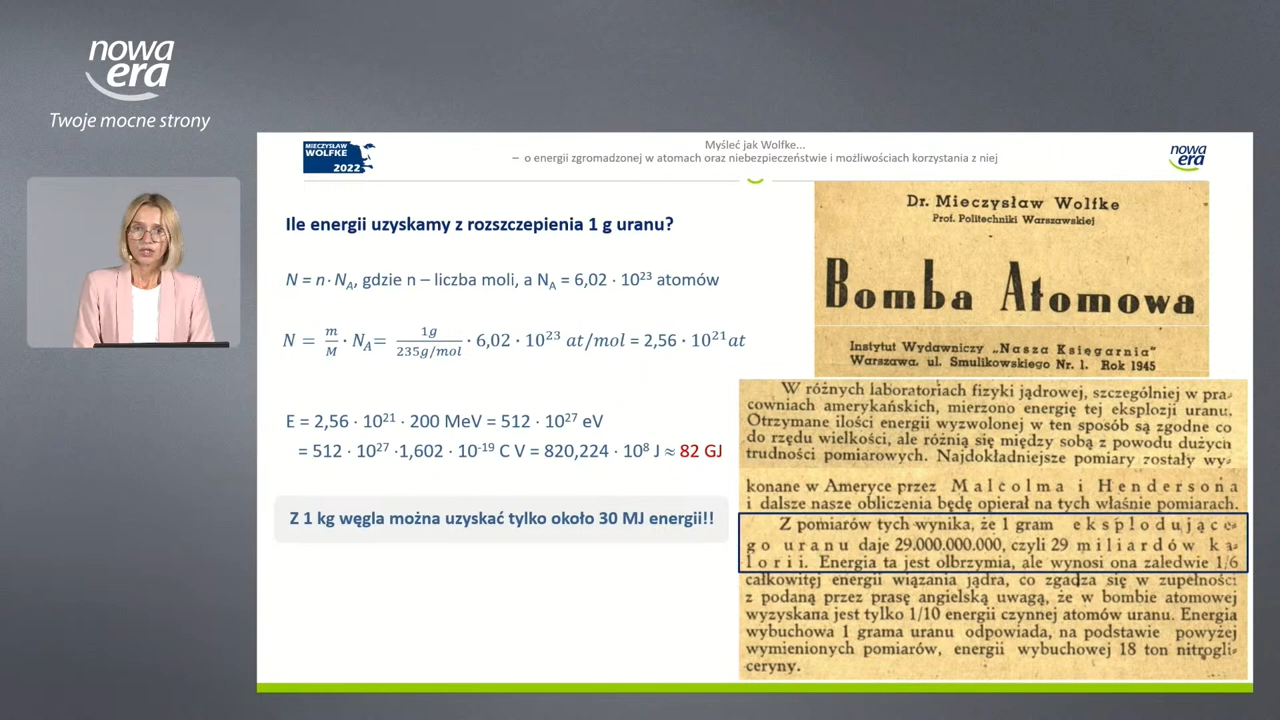 nowa
era
Twoje mocne strony
MIECZYSŁAW
WOLFKE
2022
Myśleć jak Wolfke...
– o energii zgromadzonej w atomach oraz niebezpieczeństwie i możliwościach korzystania z niej
nowa
era
Ile energii uzyskamy z rozszczepienia 1 g uranu?
N = n · N_A, gdzie n – liczba moli, a N_A = 6,02 · 10²³ atomów
N = m/M · N_A = 1g/235g/mol · 6,02 · 10²³ at/mol = 2,56 · 10²¹at
E = 2,56 · 10²¹ · 200 MeV = 512 · 10²⁷ eV
= 512 · 10²⁷ ·1,602 · 10⁻¹⁹ C V = 820,224 · 10⁸ J ≈ 82 GJ
Z 1 kg węgla można uzyskać tylko około 30 MJ energii!!
Dr. Mieczysław Wolfke
Prof. Politechniki Warszawskiej
Bomba Atomowa
Instytut Wydawniczy „Nasza Księgarnia"
Warszawa, ul. Smulikowskiego Nr. 1. Rok 1945
W różnych laboratoriach fizyki jądrowej, szczególniej w pra-
cowniach amerykańskich, mierzono energię tej eksplozji uranu.
Otrzymane ilości energii wyzwolonej w ten sposób są zgodne co
do rzędu wielkości, ale różnią się między sobą z powodu dużych
trudności pomiarowych. Najdokładniejsze pomiary zostały wy-
konane w Ameryce przez Malcolma i Hendersona
i dalsze nasze obliczenia będę opierał na tych właśnie pomiarach.
Z pomiarów tych wynika, że 1 gram eksplodujące-
go uranu daje 29.000.000.000, czyli 29 miliardów ka-
lorii. Energia ta jest olbrzymia, ale wynosi ona zaledwie 1/6
całkowitej energii wiązania jądra, co zgadza się w zupełności
z podaną przez prasę angielską uwagą, że w bombie atomowej
wyzyskana jest tylko 1/10 energii czynnej atomów uranu. Energia
wybuchowa 1 grama uranu odpowiada, na podstawie powyżej
wymienionych pomiarów, energii wybuchowej 18 ton nitrogli-
ceryny.